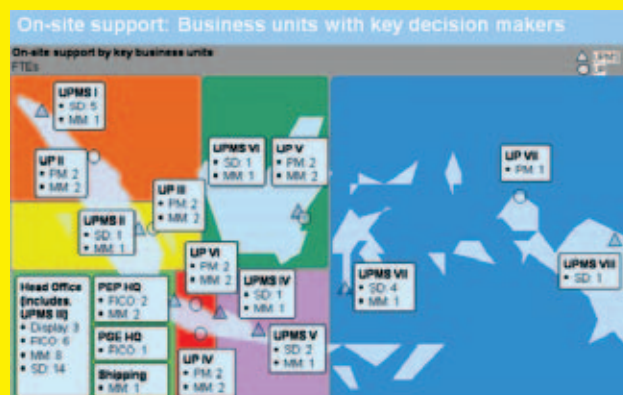 On-site support: Business units with key decision makers
On-site support by key business units
FTEs
UPMS
UP
UPMS I
• SD: 5
• MM: 1
UP II
• PM: 2
• MM: 2
UPMS II
• SD: 1
• MM: 1
UP III
• PM: 2
• MM: 2
UPMS VI
• SD: 1
• MM: 1
UP V
• PM: 2
• MM: 2
UP VII
• PM: 1
UP VI
• PM: 2
• MM: 2
UPMS IV
• SD: 1
• MM: 1
UPMS VII
• SD: 4
• MM: 1
UPMS VIII
• SD: 1
UPMS V
• SD: 2
• MM: 1
UP IV
• PM: 2
• MM: 2
Head Office
(includes.
UPMS III)
• Display: 3
• FICO: 6
• MM: 8
• SD: 14
PEP HQ
• FICO: 2
• MM: 2
PGE HQ
• FICO: 1
Shipping
• MM: 1